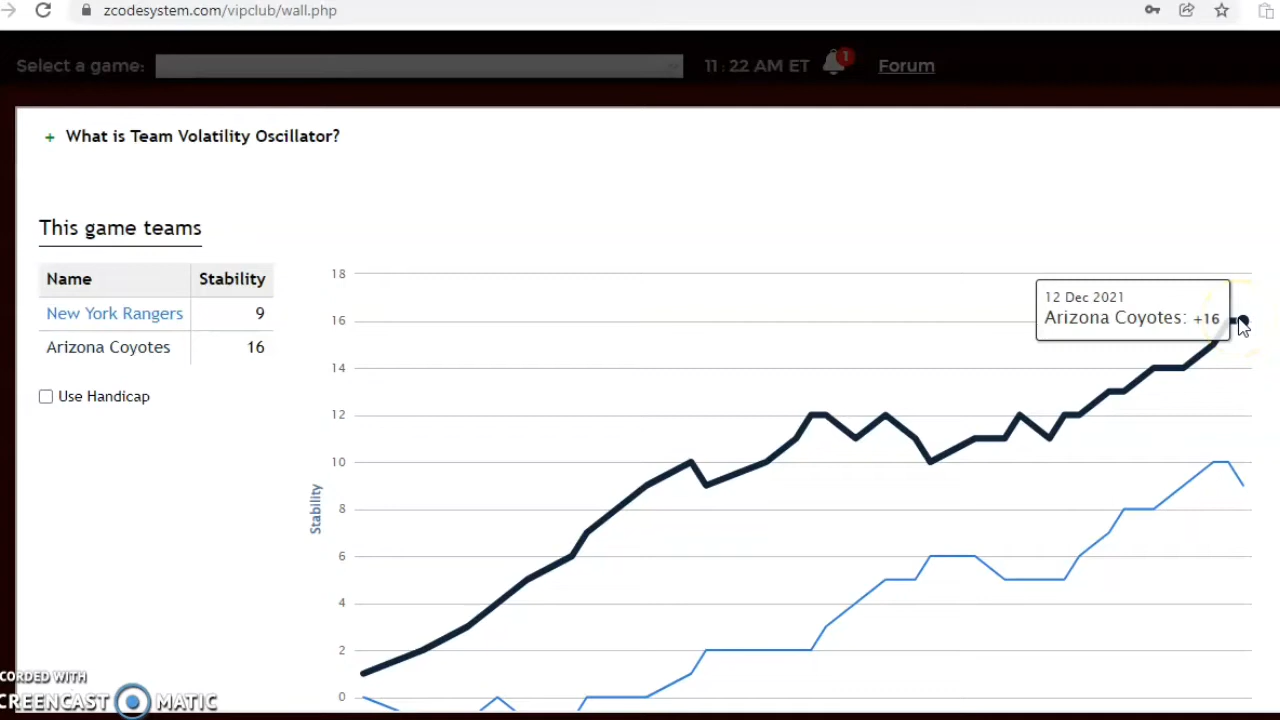 zcodesystem.com/vipclub/wall.php
Select a game: 11:22 AM ET 1 Forum
+ What is Team Volatility Oscillator?
This game teams
Name Stability
New York Rangers 9
Arizona Coyotes 16
Use Handicap
18
16
14
12
10
8
6
4
2
0
Stability
12 Dec 2021
Arizona Coyotes: +16
CORDED WITH
CREENCAST MATIC